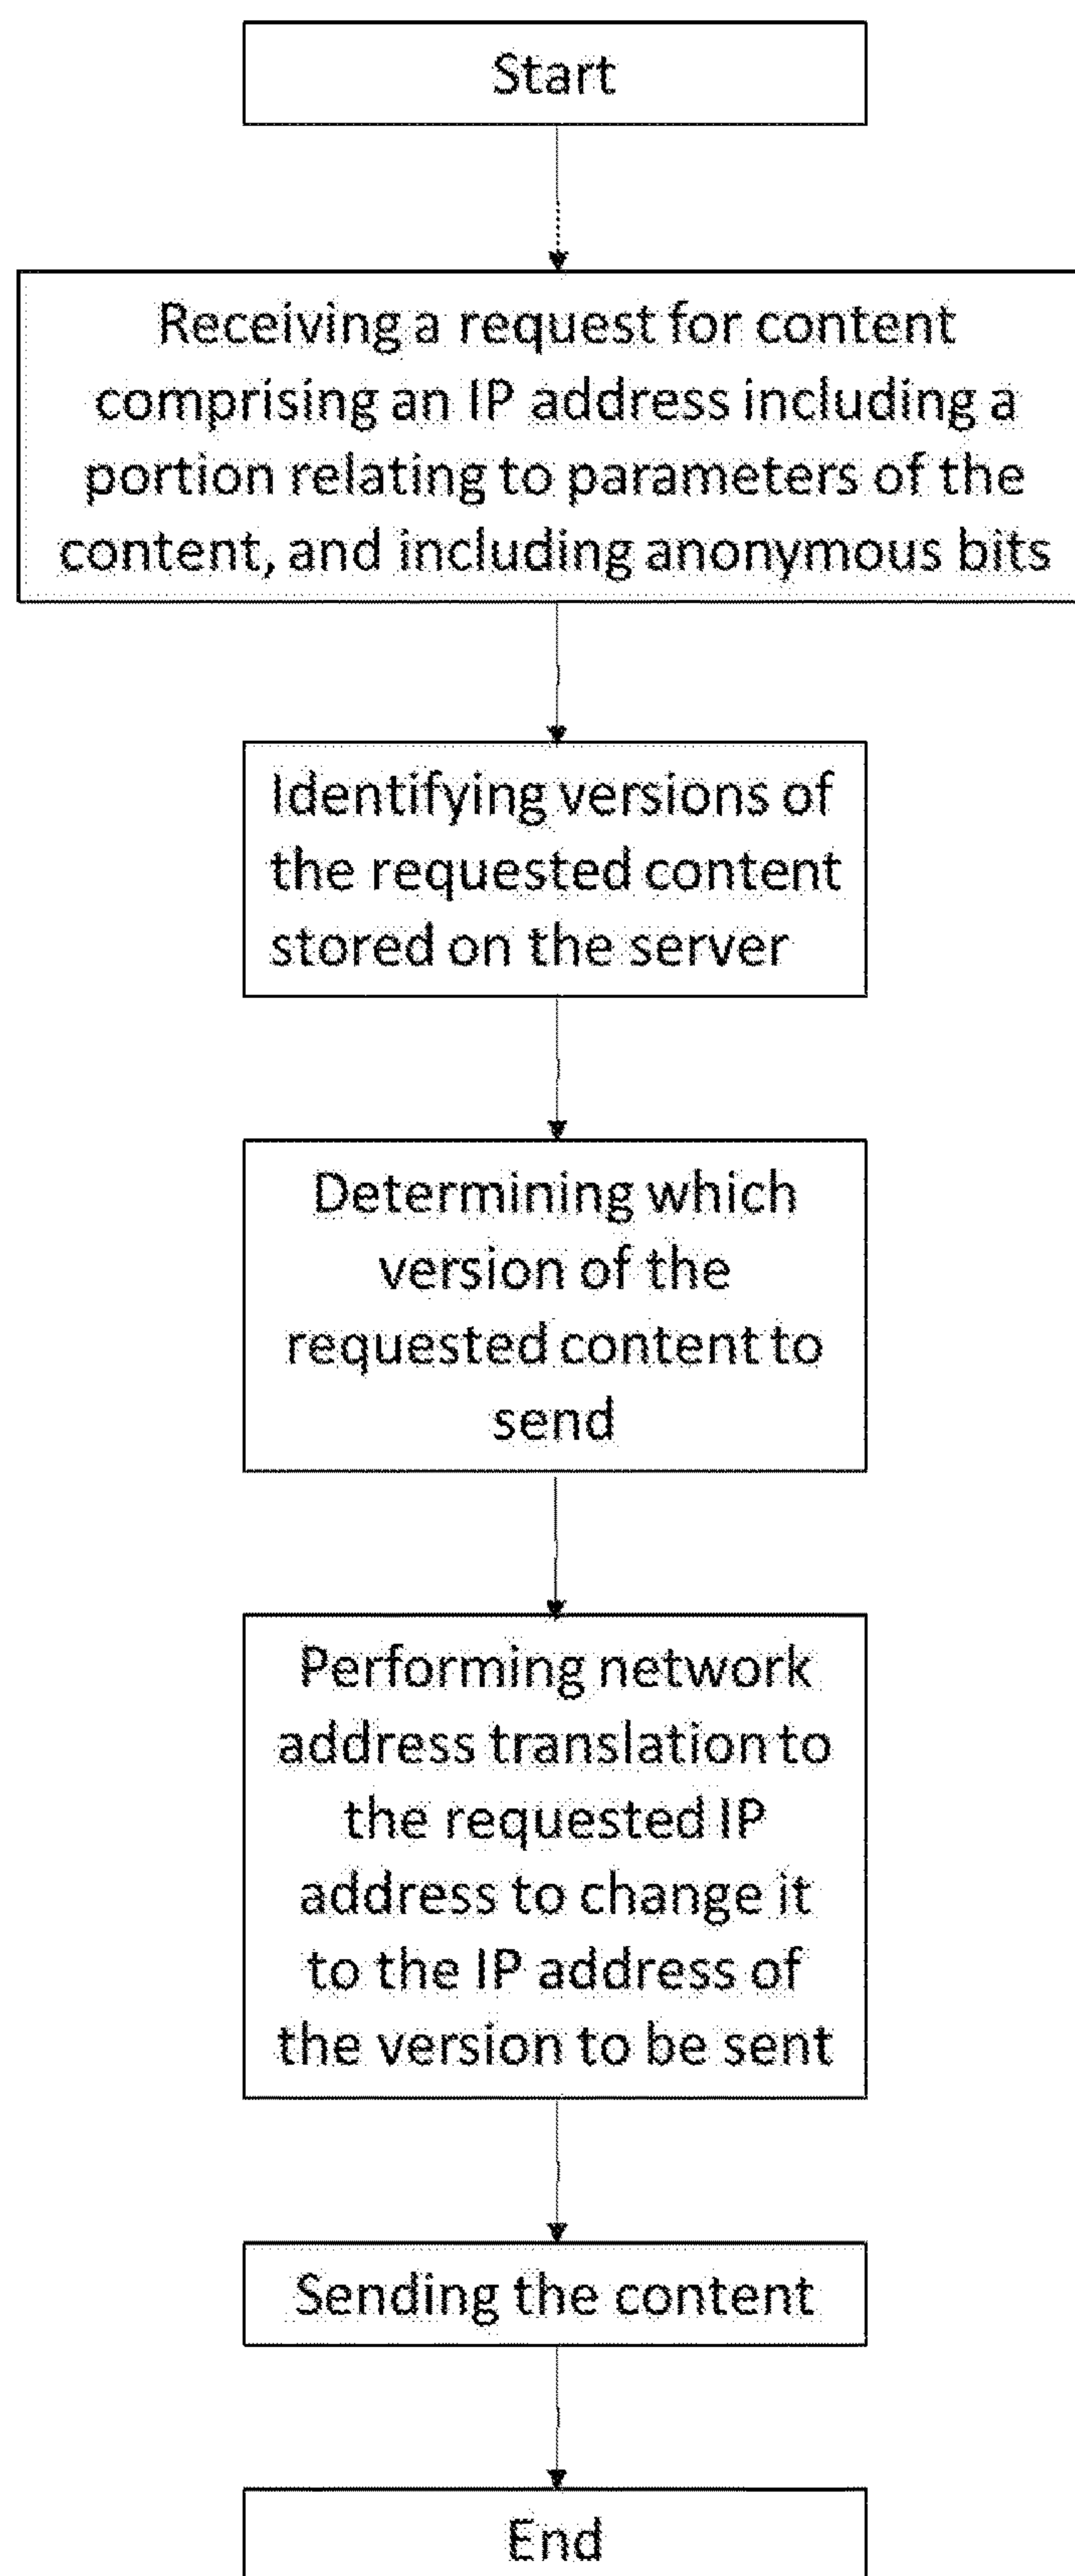 Start
Receiving a request for content
comprising an IP address including a
portion relating to parameters of the
content, and including anonymous bits
Identifying versions of
the requested content
stored on the server
Determining which
version of the
requested content to
send
Performing network
address translation to
the requested IP
address to change it
to the IP address of
the version to be sent
Sending the content
End